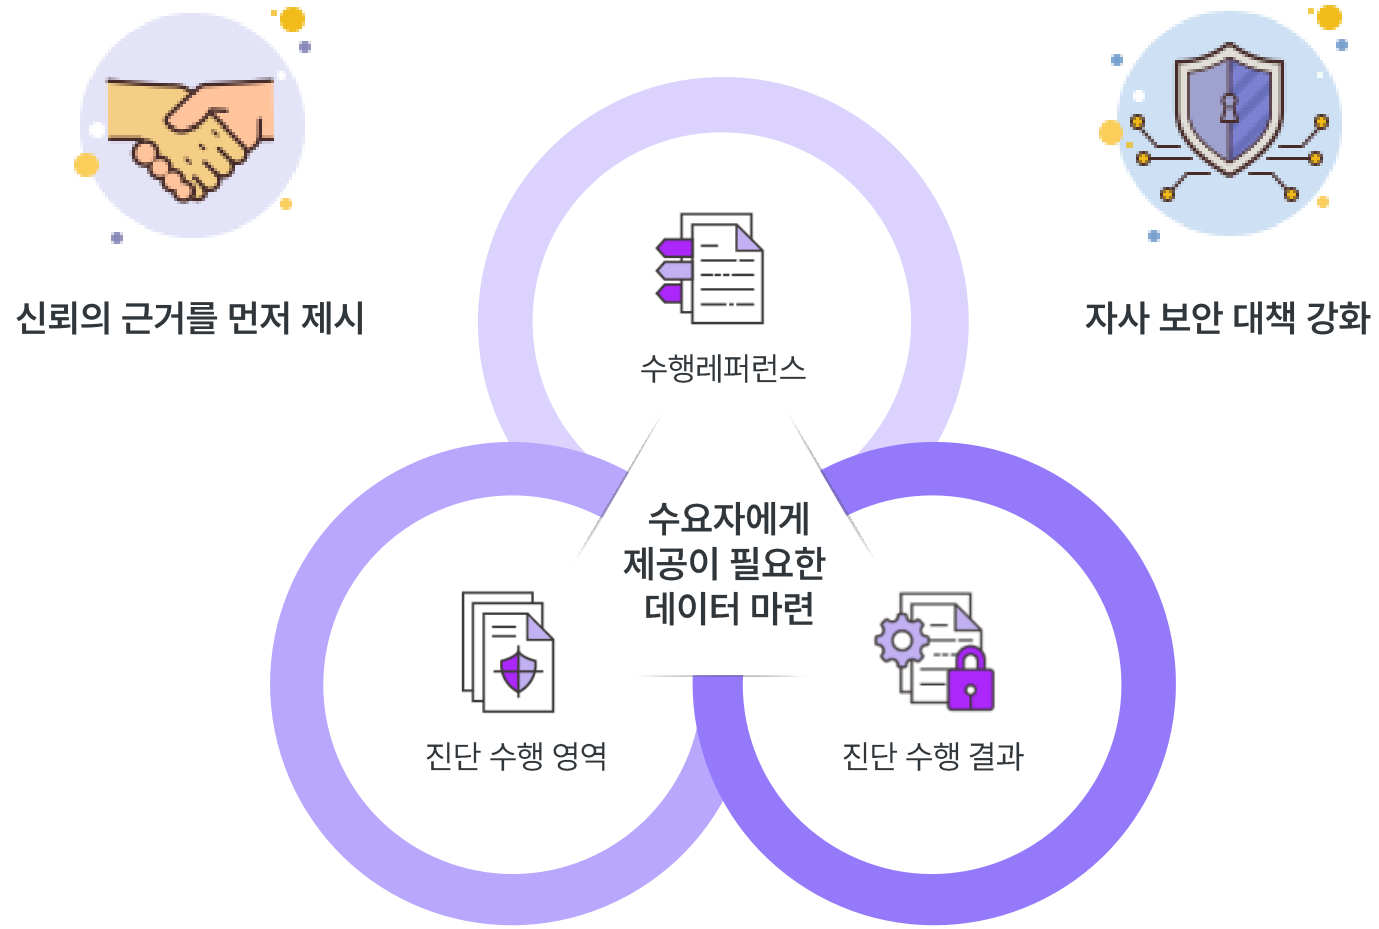 신뢰의 근거를 먼저 제시
자사 보안 대책 강화
수행레퍼런스
수요자에게
제공이 필요한
데이터 마련
진단 수행 영역
진단 수행 결과